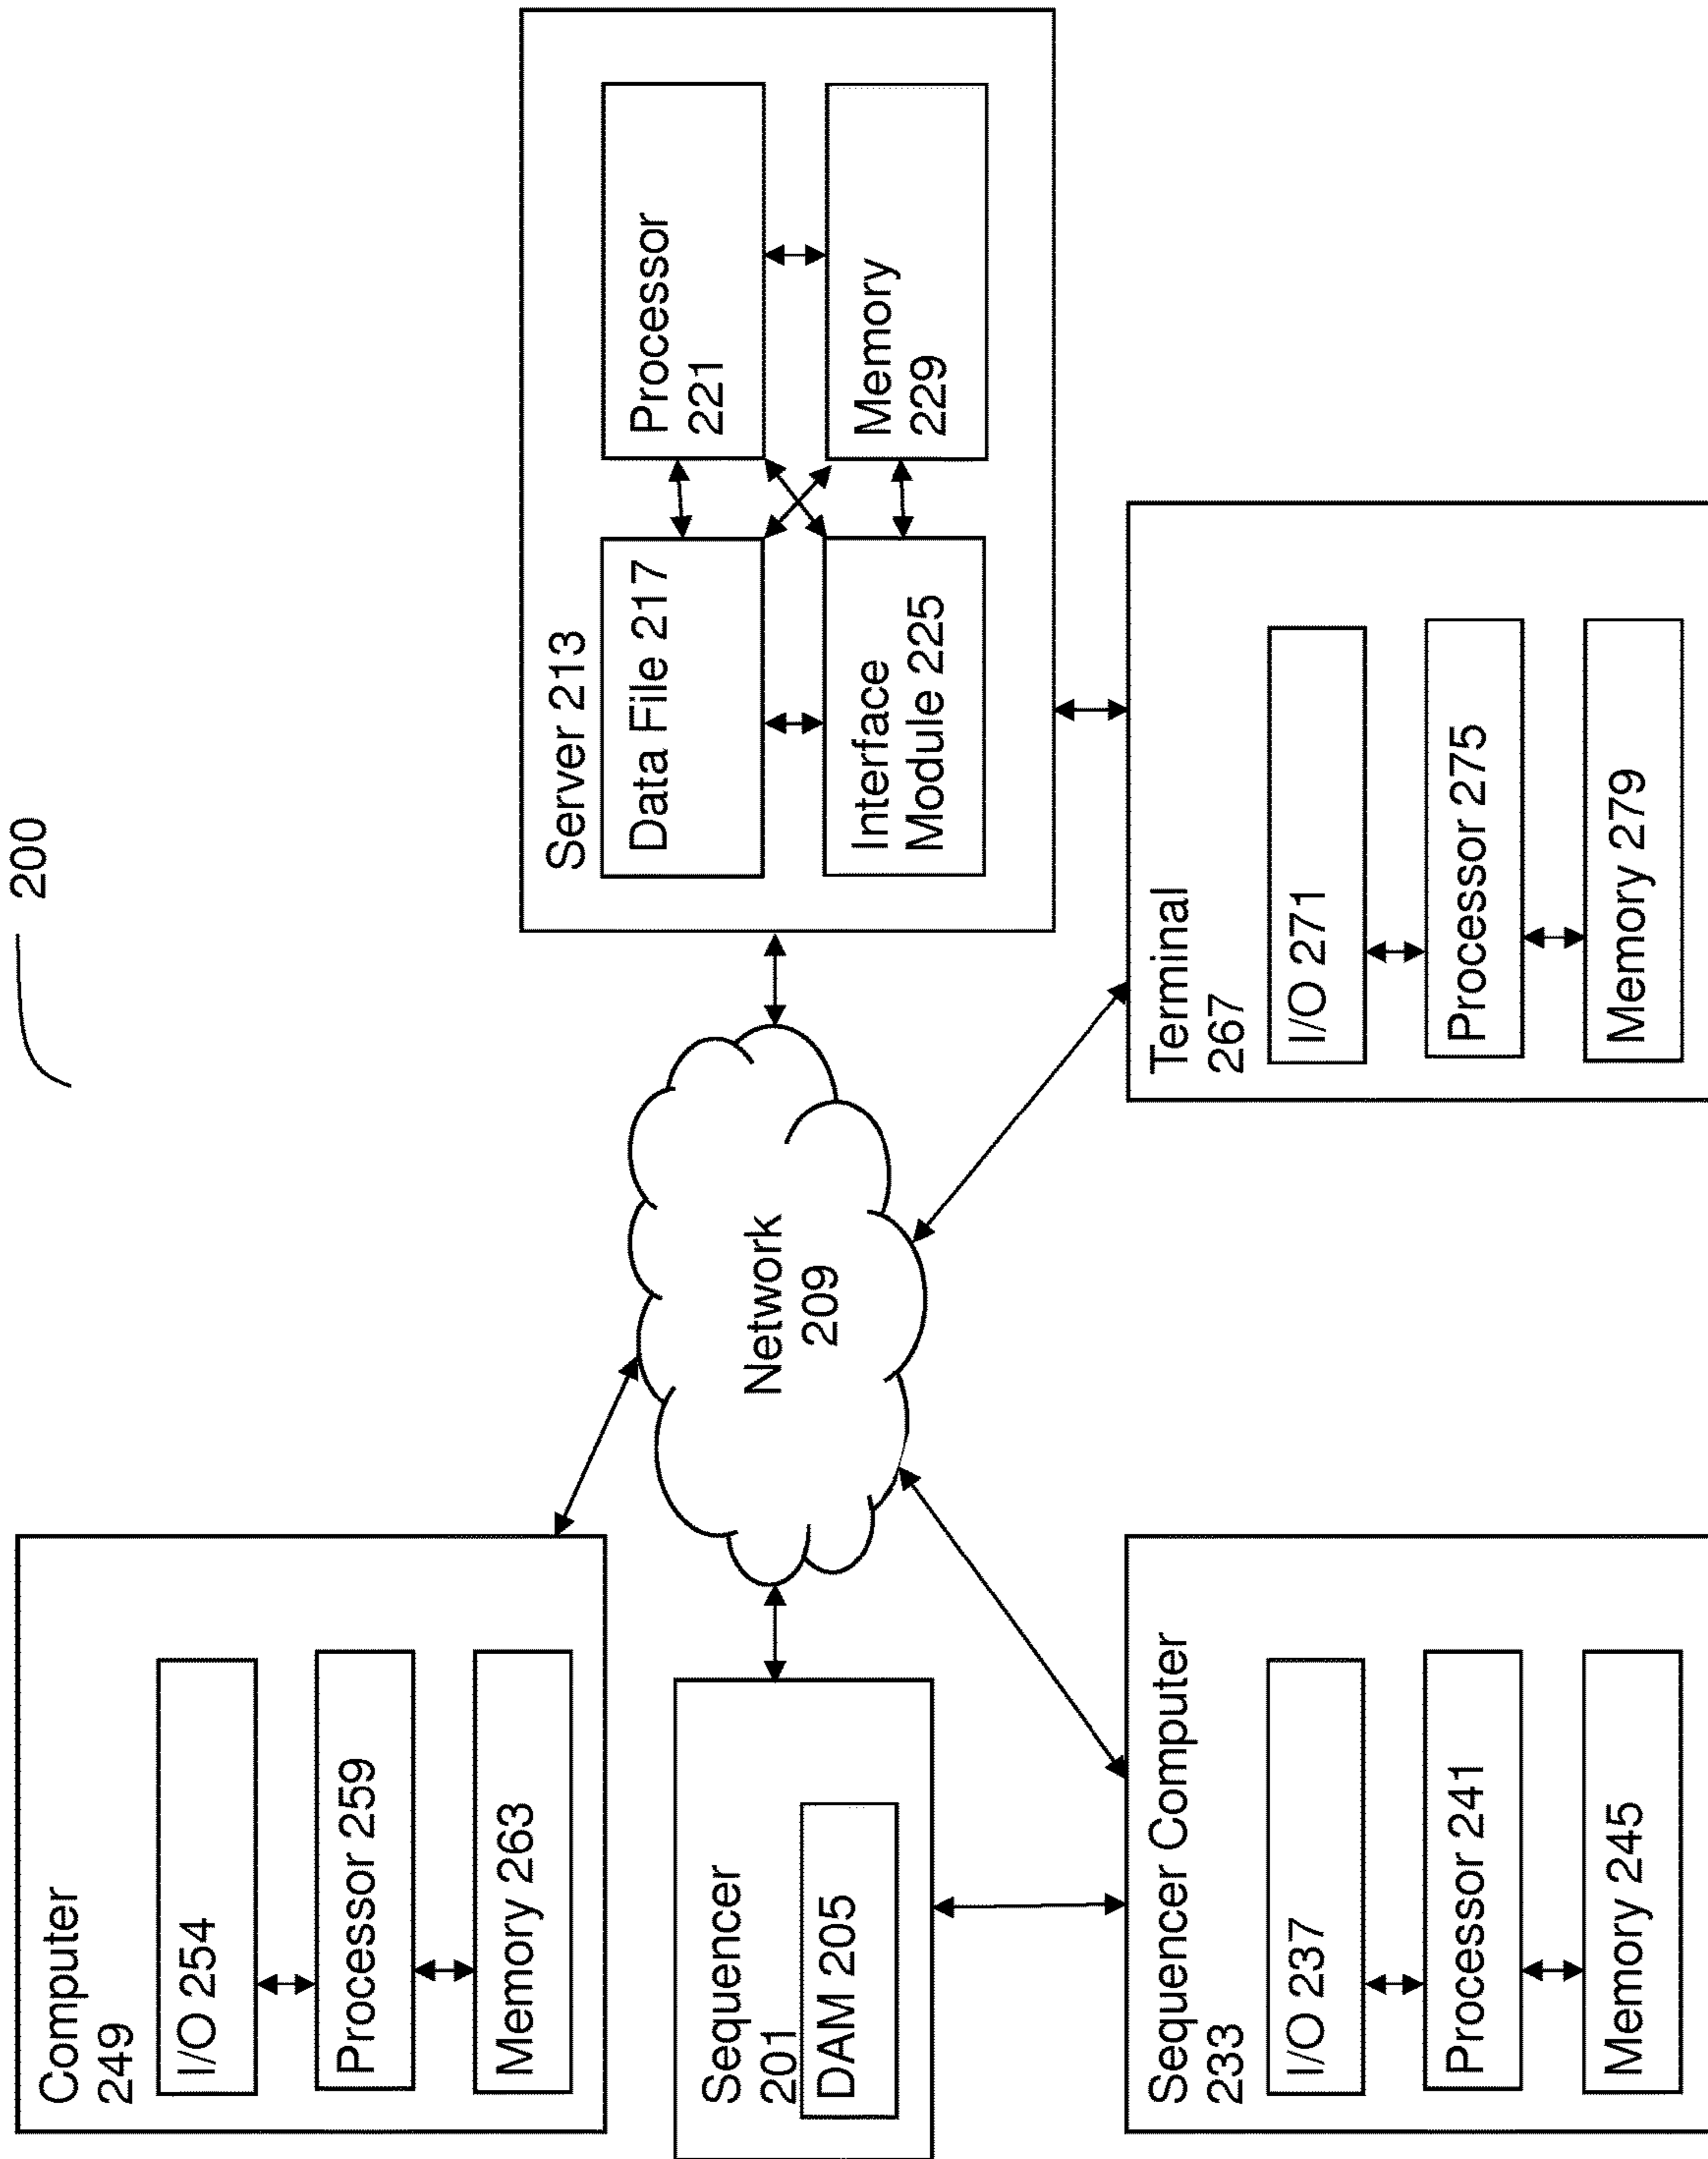 200
Computer
249
I/O 254
Processor 259
Memory 263
Sequencer
201
DAM 205
Sequencer Computer
233
I/O 237
Processor 241
Memory 245
Network
209
Server 213
Data File 217
Processor
221
Interface
Module 225
Memory
229
Terminal
267
I/O 271
Processor 275
Memory 279